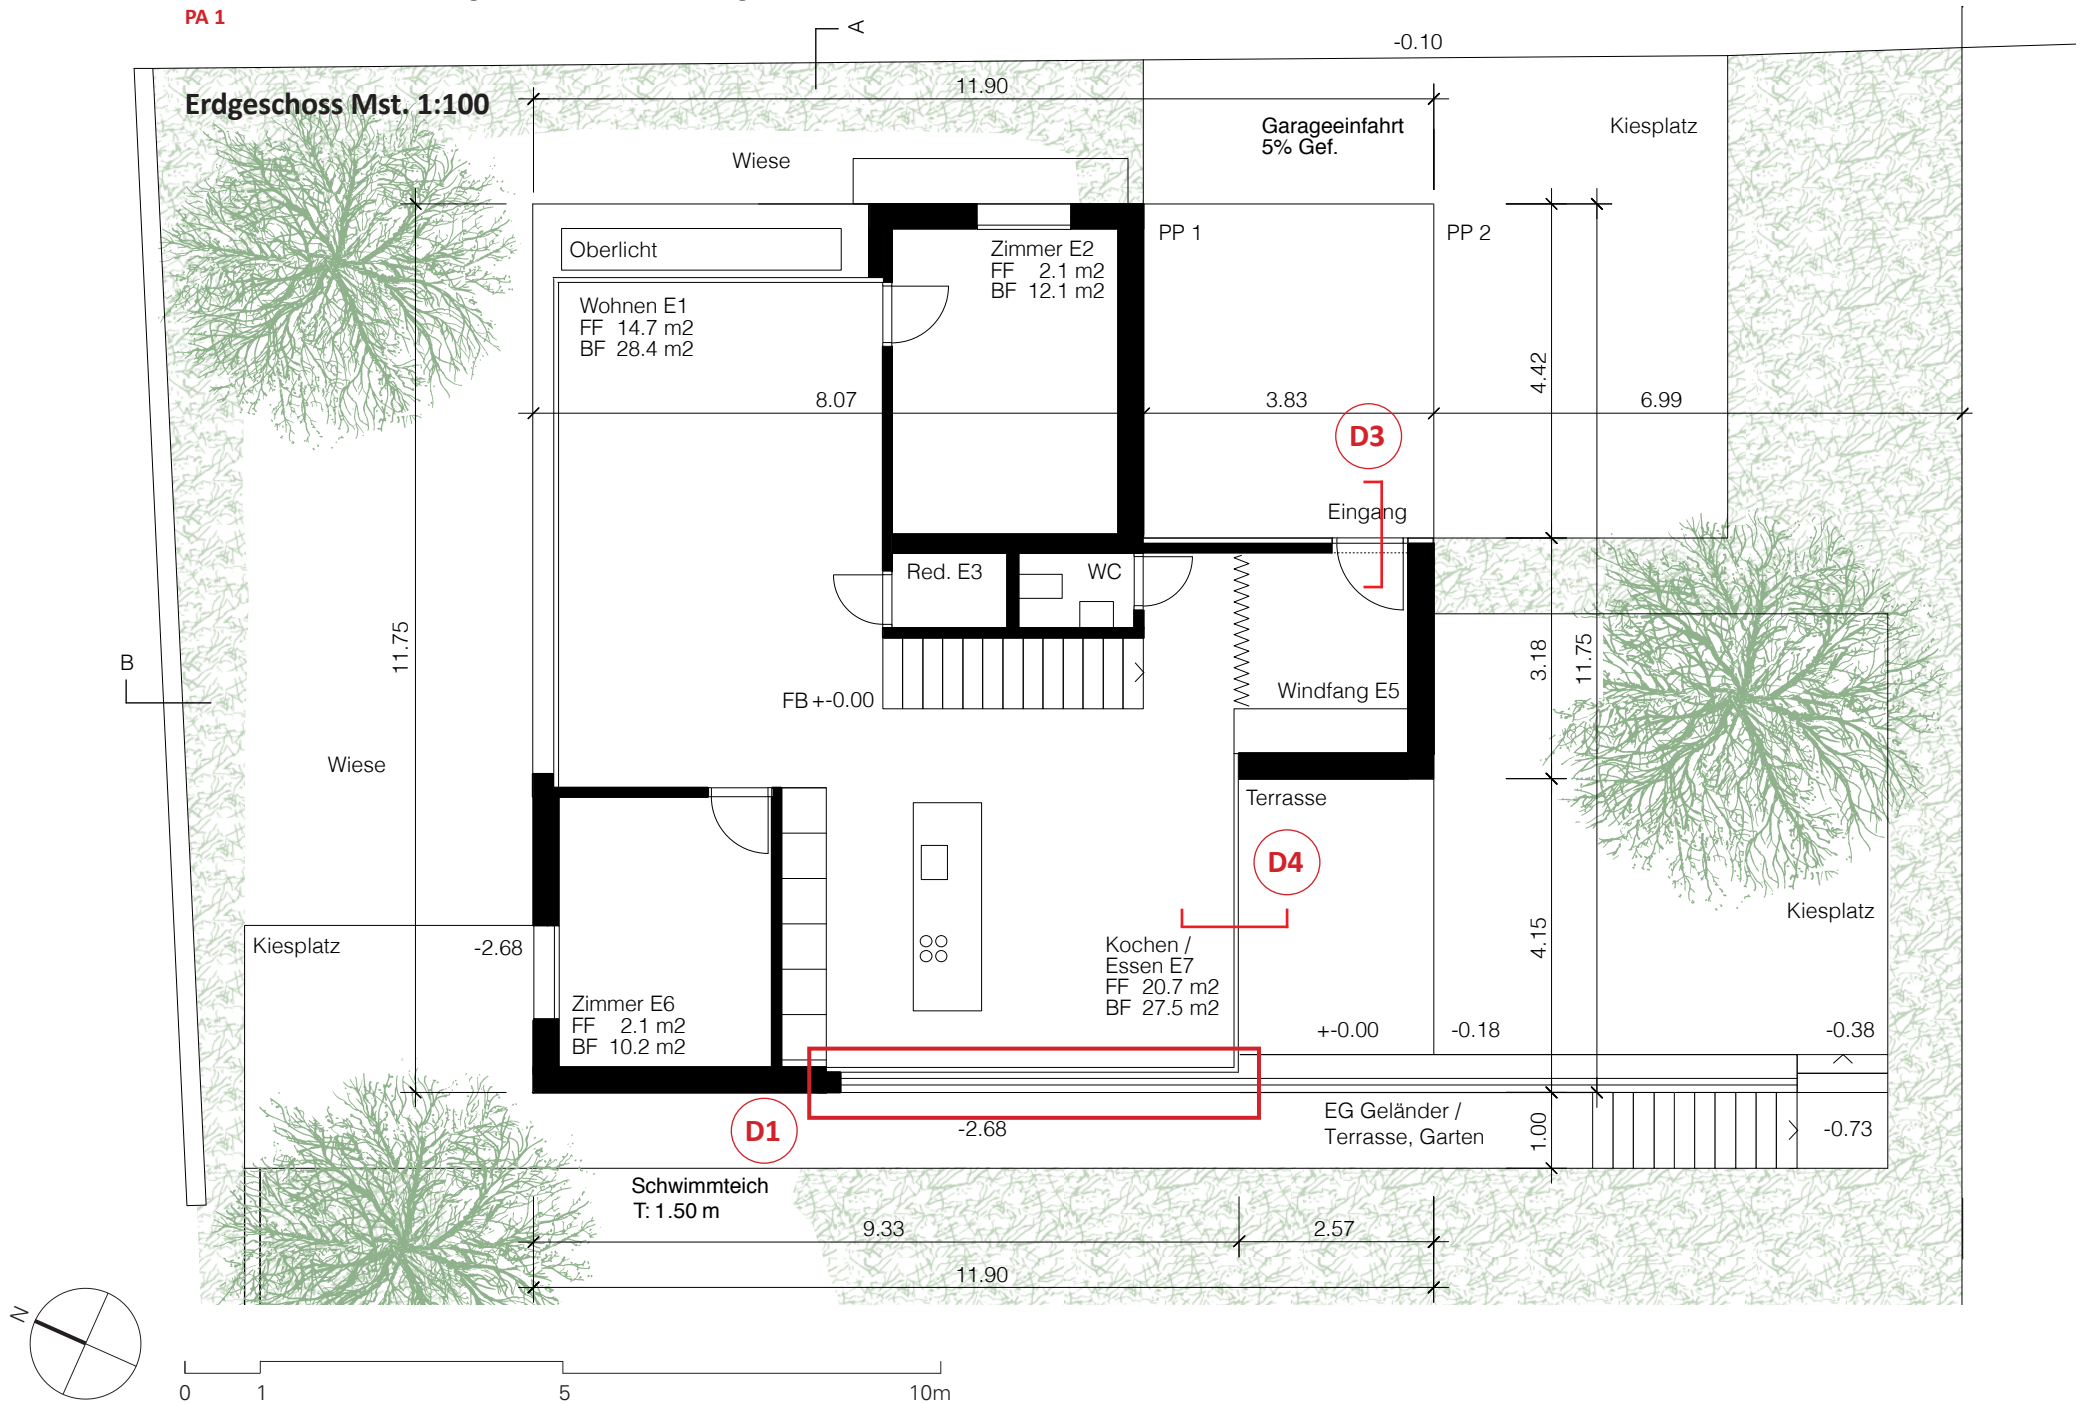 PA 1
A
-0.10
Erdgeschoss Mst. 1:100
11.90
Garageeinfahrt
5% Gef.
Kiesplatz
Wiese
Oberlicht
Zimmer E2
FF 2.1 m2
BF 12.1 m2
PP 1
PP 2
Wohnen E1
FF 14.7 m2
BF 28.4 m2
4.42
8.07
3.83
6.99
D3
Eingang
Red. E3
WC
11.75
3.18
11.75
B
FB +-0.00
Windfang E5
Wiese
Terrasse
D4
Kiesplatz
Kiesplatz
-2.68
4.15
Kochen /
Essen E7
FF 20.7 m2
BF 27.5 m2
Zimmer E6
FF 2.1 m2
BF 10.2 m2
+-0.00
-0.18
-0.38
D1
-2.68
EG Geländer /
Terrasse, Garten
1.00
-0.73
Schwimmteich
T: 1.50 m
9.33
2.57
11.90
N
0 1 5 10m